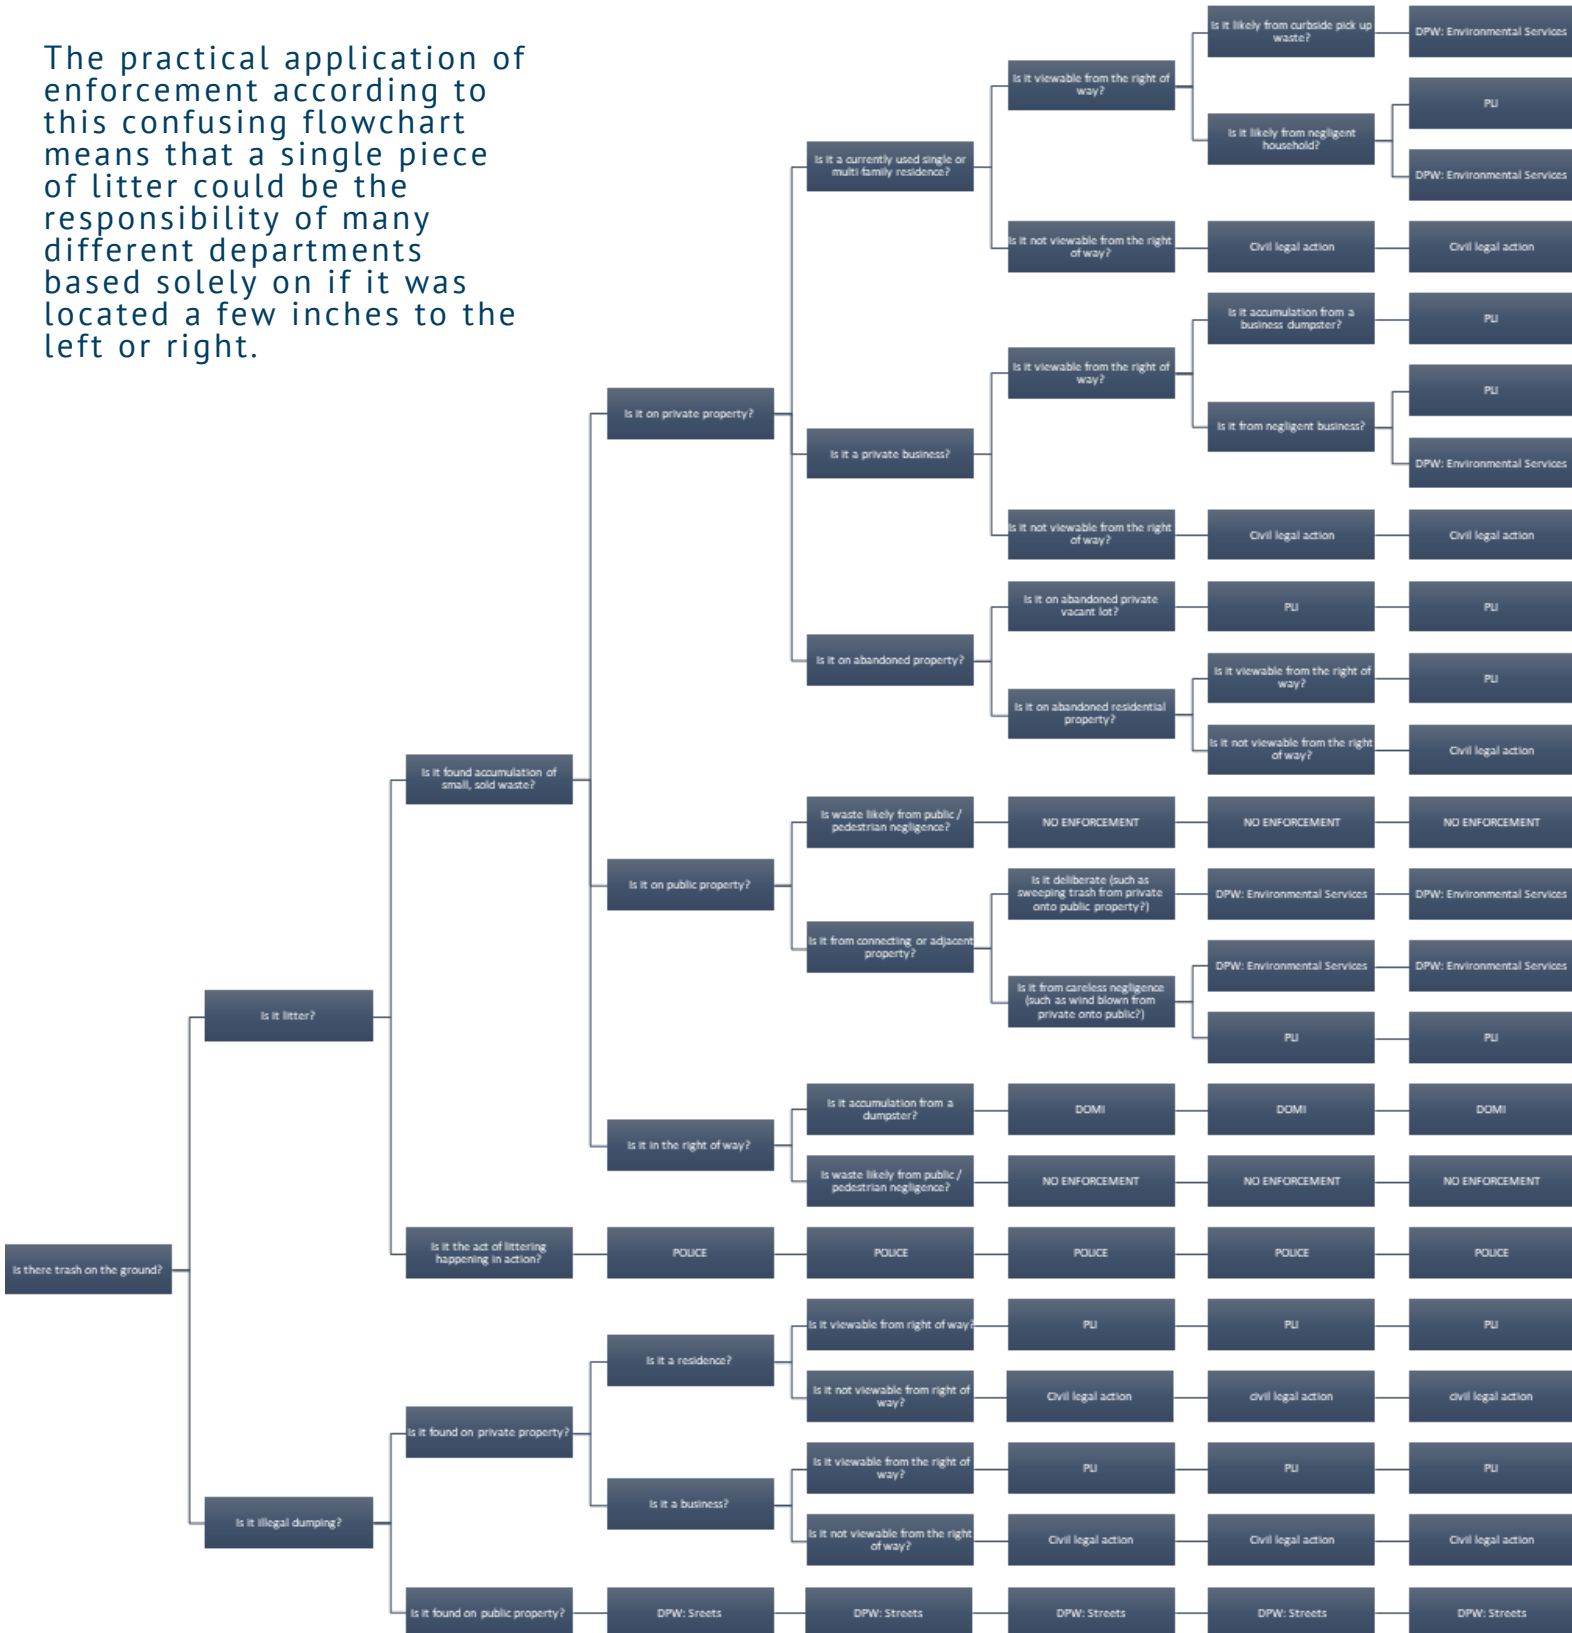 The practical application of
enforcement according to
this confusing flowchart
means that a single piece
of litter could be the
responsibility of many
different departments
based solely on if it was
located a few inches to the
left or right.
Is there trash on the ground?
Is it litter?
Is it found accumulation of
small, sold waste?
Is it on private property?
Is it a currently used single or
multi family residence?
Is it viewable from the right of
way?
Is it likely from curbside pick up
waste?
DPW: Environmental Services
Is it likely from negligent
household?
PLI
DPW: Environmental Services
Is it not viewable from the right
of way?
Civil legal action
Civil legal action
Is it a private business?
Is it viewable from the right of
way?
Is it accumulation from a
business dumpster?
PLI
Is it from negligent business?
PLI
DPW: Environmental Services
Is it not viewable from the right
of way?
Civil legal action
Civil legal action
Is it on abandoned property?
Is it on abandoned private
vacant lot?
PLI
PLI
Is it on abandoned residential
property?
Is it viewable from the right of
way?
PLI
Is it not viewable from the right
of way?
Civil legal action
Is it on public property?
Is waste likely from public /
pedestrian negligence?
NO ENFORCEMENT
NO ENFORCEMENT
NO ENFORCEMENT
Is it from connecting or adjacent
property?
Is it deliberate (such as
sweeping trash from private
onto public property?)
DPW: Environmental Services
DPW: Environmental Services
Is it from careless negligence
(such as wind blown from
private onto public?)
DPW: Environmental Services
DPW: Environmental Services
PLI
PLI
Is it in the right of way?
Is it accumulation from a
dumpster?
DOMI
DOMI
DOMI
Is waste likely from public /
pedestrian negligence?
NO ENFORCEMENT
NO ENFORCEMENT
NO ENFORCEMENT
Is it the act of littering
happening in action?
POLICE
POLICE
POLICE
POLICE
POLICE
Is it illegal dumping?
Is it found on private property?
Is it a residence?
Is it viewable from right of way?
PLI
PLI
PLI
Is it not viewable from right of
way?
Civil legal action
civil legal action
civil legal action
Is it a business?
Is it viewable from the right of
way?
PLI
PLI
PLI
Is it not viewable from the right
of way?
Civil legal action
Civil legal action
Civil legal action
Is it found on public property?
DPW: Sreets
DPW: Streets
DPW: Streets
DPW: Streets
DPW: Streets